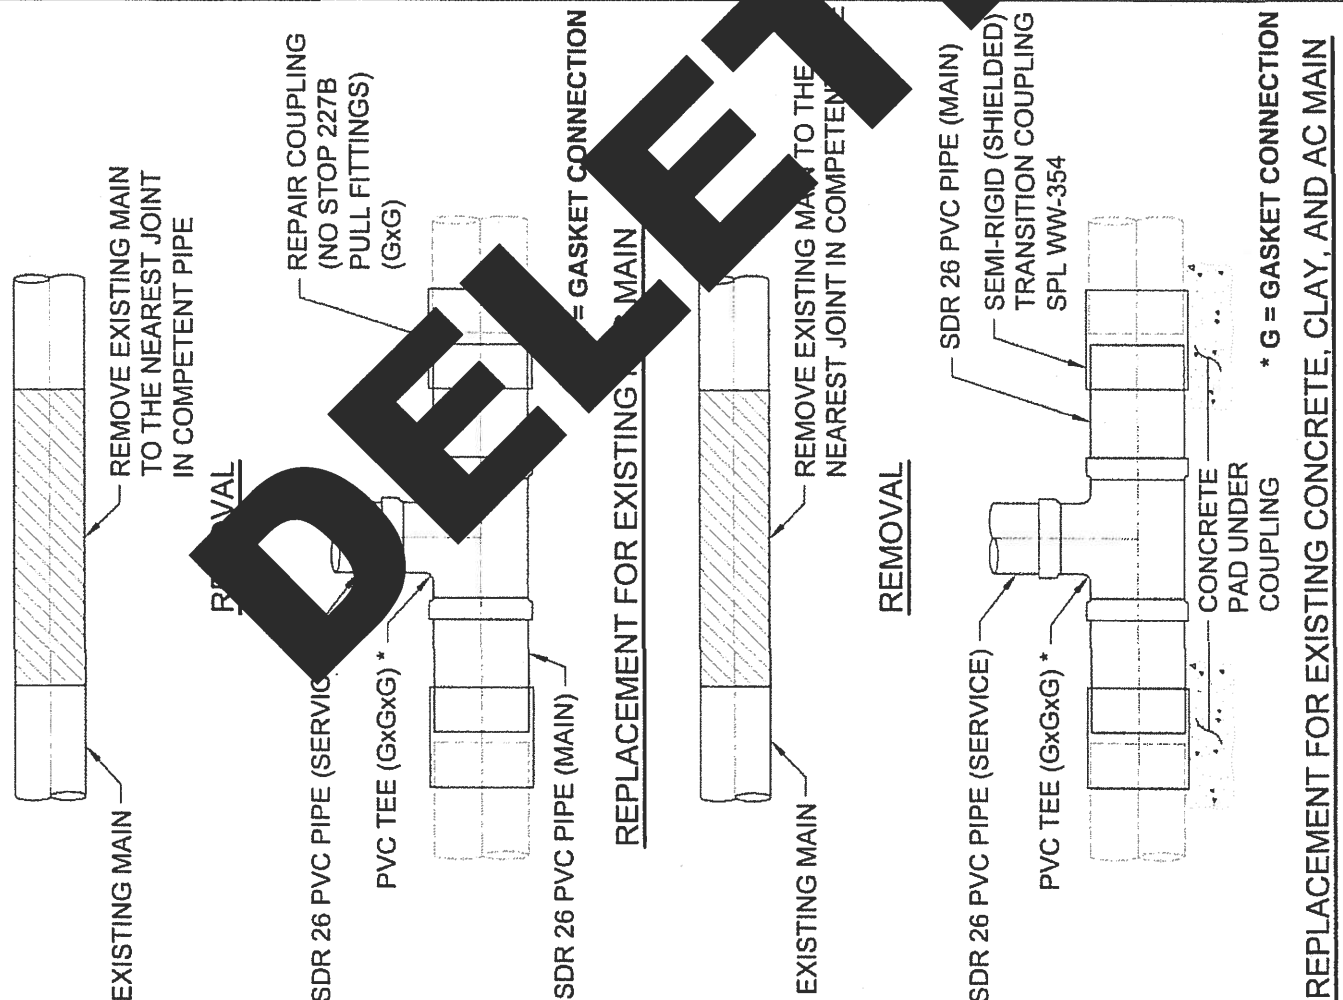 EXISTING MAIN
REMOVE EXISTING MAIN
TO THE NEAREST JOINT
IN COMPETENT PIPE
SDR 26 PVC PIPE
PVC TEE (GxGxG) *
SDR 26 PVC PIPE (MAIN)
REPAIR COUPLING
(NO STOP 227B
PULL FITTINGS)
(GxG)
= GASKET CONNECTION
REPLACEMENT FOR EXISTING MAIN
EXISTING MAIN
REMOVE EXISTING TO THE
NEAREST JOINT IN
REMOVAL
SDR 26 PVC PIPE (SERVICE)
PVC TEE (GxGxG) *
SDR 26 PVC PIPE (MAIN)
SEMI-RIGID (SHIELDED)
TRANSITION COUPLING
SPL WW-354
CONCRETE
PAD UNDER
COUPLING
* G = GASKET CONNECTION
REPLACEMENT FOR EXISTING CONCRETE, CLAY, AND AC MAIN